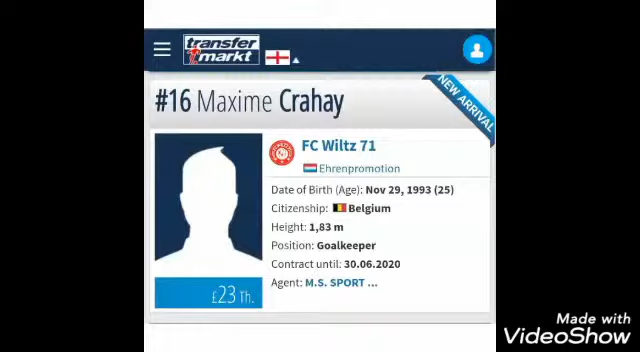 transfer
markt
#16 Maxime Crahay
NEW ARRIVAL
FC Wiltz 71
Ehrenpromotion
Date of Birth (Age): Nov 29, 1993 (25)
Citizenship: Belgium
Height: 1,83 m
Position: Goalkeeper
Contract until: 30.06.2020
Agent: M.S. SPORT ...
£23 Th.
Made with
VideoShow